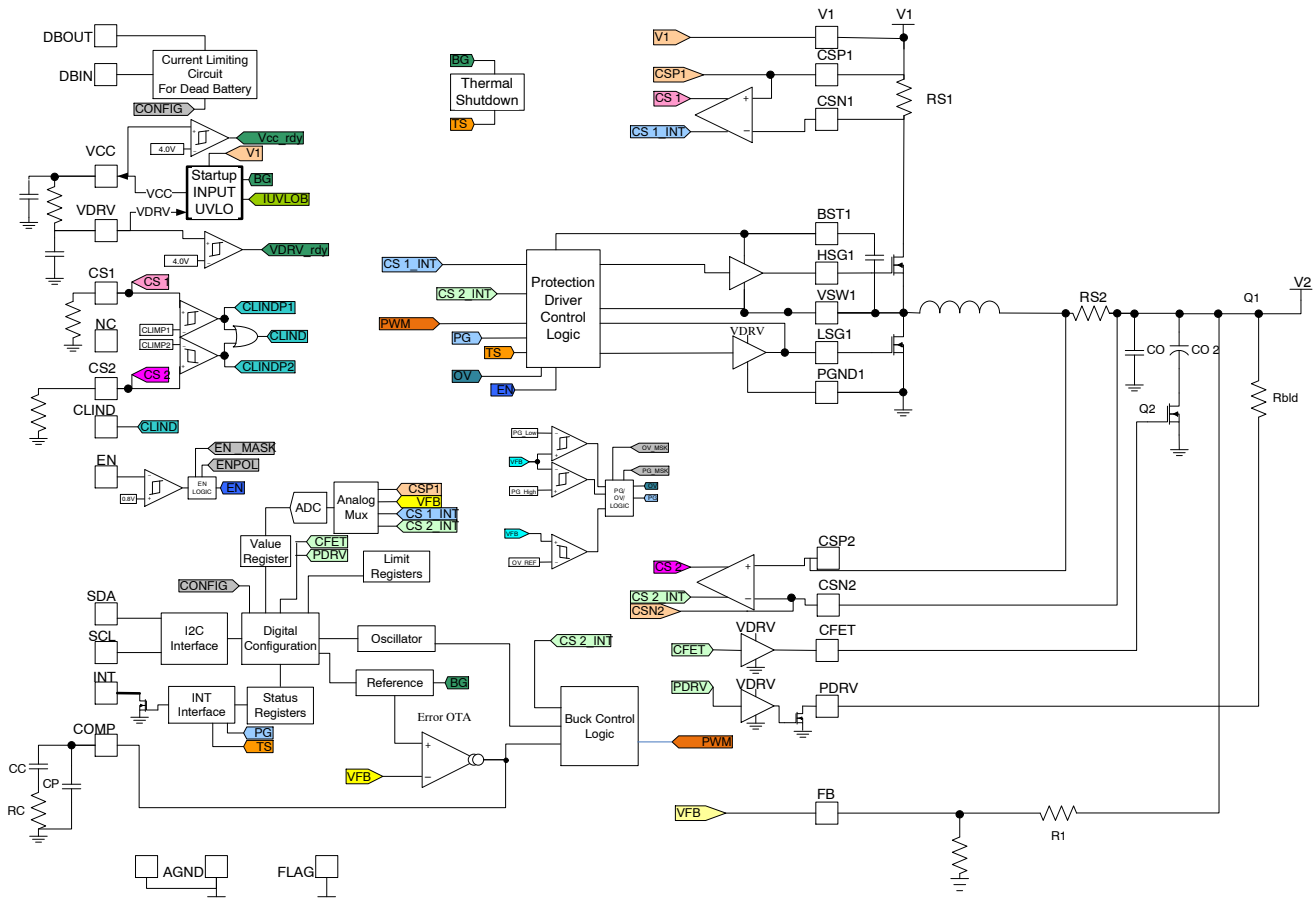 DBOUT
DBIN
Current Limiting
Circuit
For Dead Battery
CONFIG
Vcc_rdy
4.0V
V1
VCC
VCC
Startup
INPUT
UVLO
BG
IUVLOB
VDRV
VDRV
4.0V
VDRV_rdy
CS1
CS 1
CLINDP1
CLIMP1
CLIND
NC
CLIMP2
CLINDP2
CS2
CS 2
CLIND
CLIND
EN_MASK
EN
ENPOL
0.8V
EN
LOGIC
EN
ADC
Analog
Mux
CSP1
VFB
CS 1_INT
CS 2_INT
Value
Register
CFET
PDRV
Limit
Registers
CONFIG
SDA
SCL
I2C
Interface
Digital
Configuration
Oscillator
INT
INT
Interface
Status
Registers
Reference
BG
PG
TS
COMP
CC
CP
RC
Error OTA
+
−
VFB
AGND
FLAG
BG
Thermal
Shutdown
TS
V1
V1
V1
CSP1
CSP1
CS 1
CS 1_INT
+
−
CSN1
RS1
CS 1_INT
CS 2_INT
PWM
PG
TS
OV
EN
Protection
Driver
Control
Logic
BST1
HSG1
VSW1
VDRV
LSG1
PGND1
RS2
Q1
V2
CO
CO 2
Q2
Rbld
PG_Low
VFB
PG_High
VFB
OV_REF
OV_MSK
PG_MSK
PG/
OV/
LOGIC
OV
PG
CS 2
CS 2_INT
CSN2
+
−
CSP2
CSN2
CFET
VDRV
CFET
PDRV
VDRV
PDRV
CS 2_INT
Buck Control
Logic
PWM
VFB
FB
R1